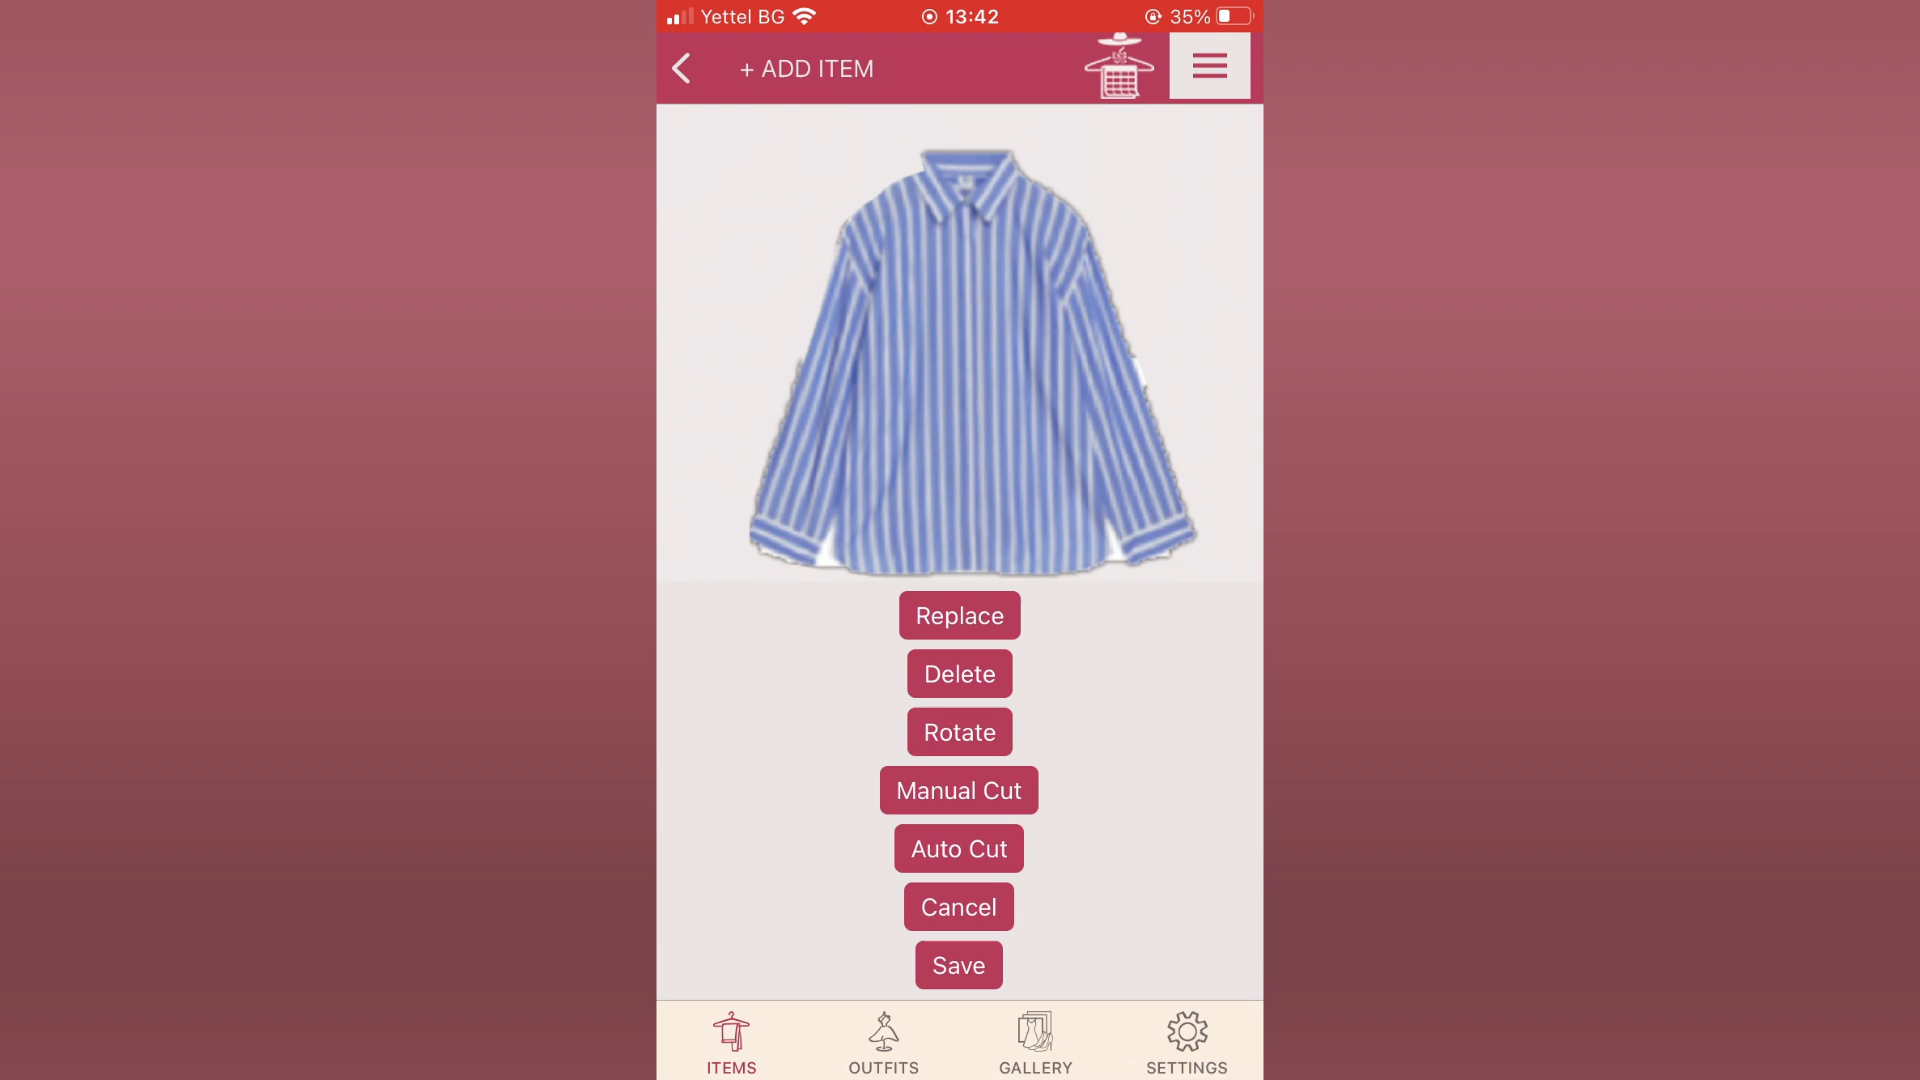 Yettel BG 13:42 35%
+ ADD ITEM
Replace
Delete
Rotate
Manual Cut
Auto Cut
Cancel
Save
ITEMS OUTFITS GALLERY SETTINGS